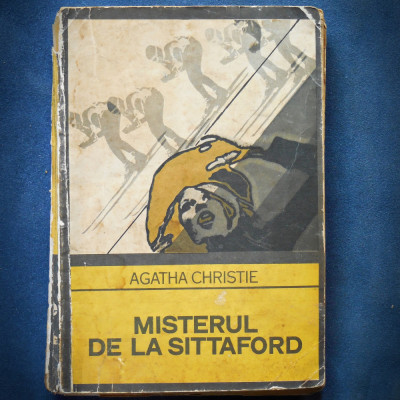 AGATHA CHRISTIE
MISTERUL
DE LA SITTAFORD